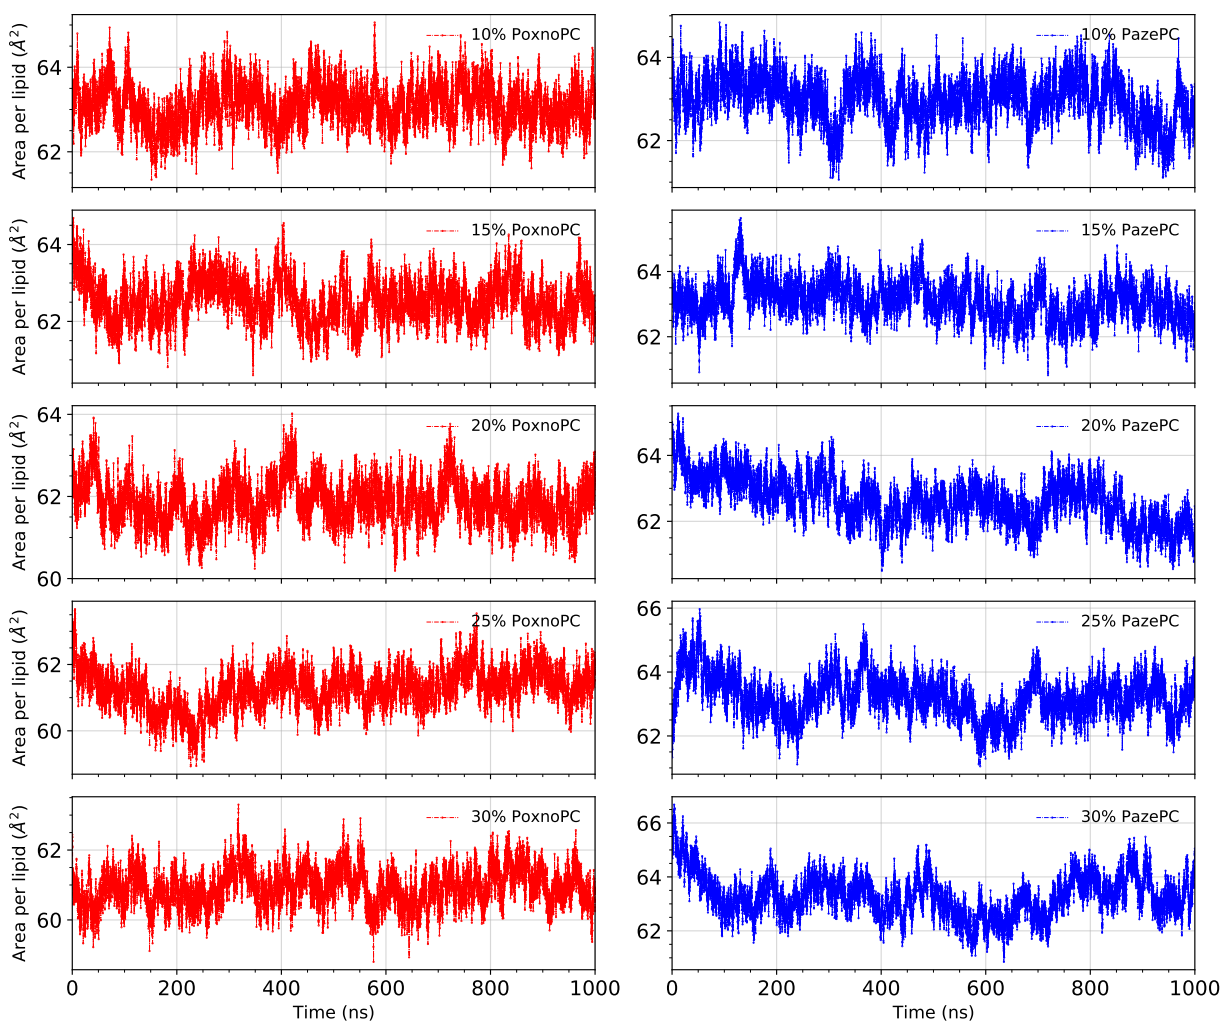 10% PoxnoPC
Area per lipid (Å²)
64
62
10% PazePC
64
62
15% PoxnoPC
Area per lipid (Å²)
64
62
15% PazePC
64
62
20% PoxnoPC
Area per lipid (Å²)
64
62
60
20% PazePC
64
62
25% PoxnoPC
Area per lipid (Å²)
62
60
25% PazePC
66
64
62
30% PoxnoPC
Area per lipid (Å²)
62
60
0 200 400 600 800 1000
Time (ns)
30% PazePC
66
64
62
0 200 400 600 800 1000
Time (ns)